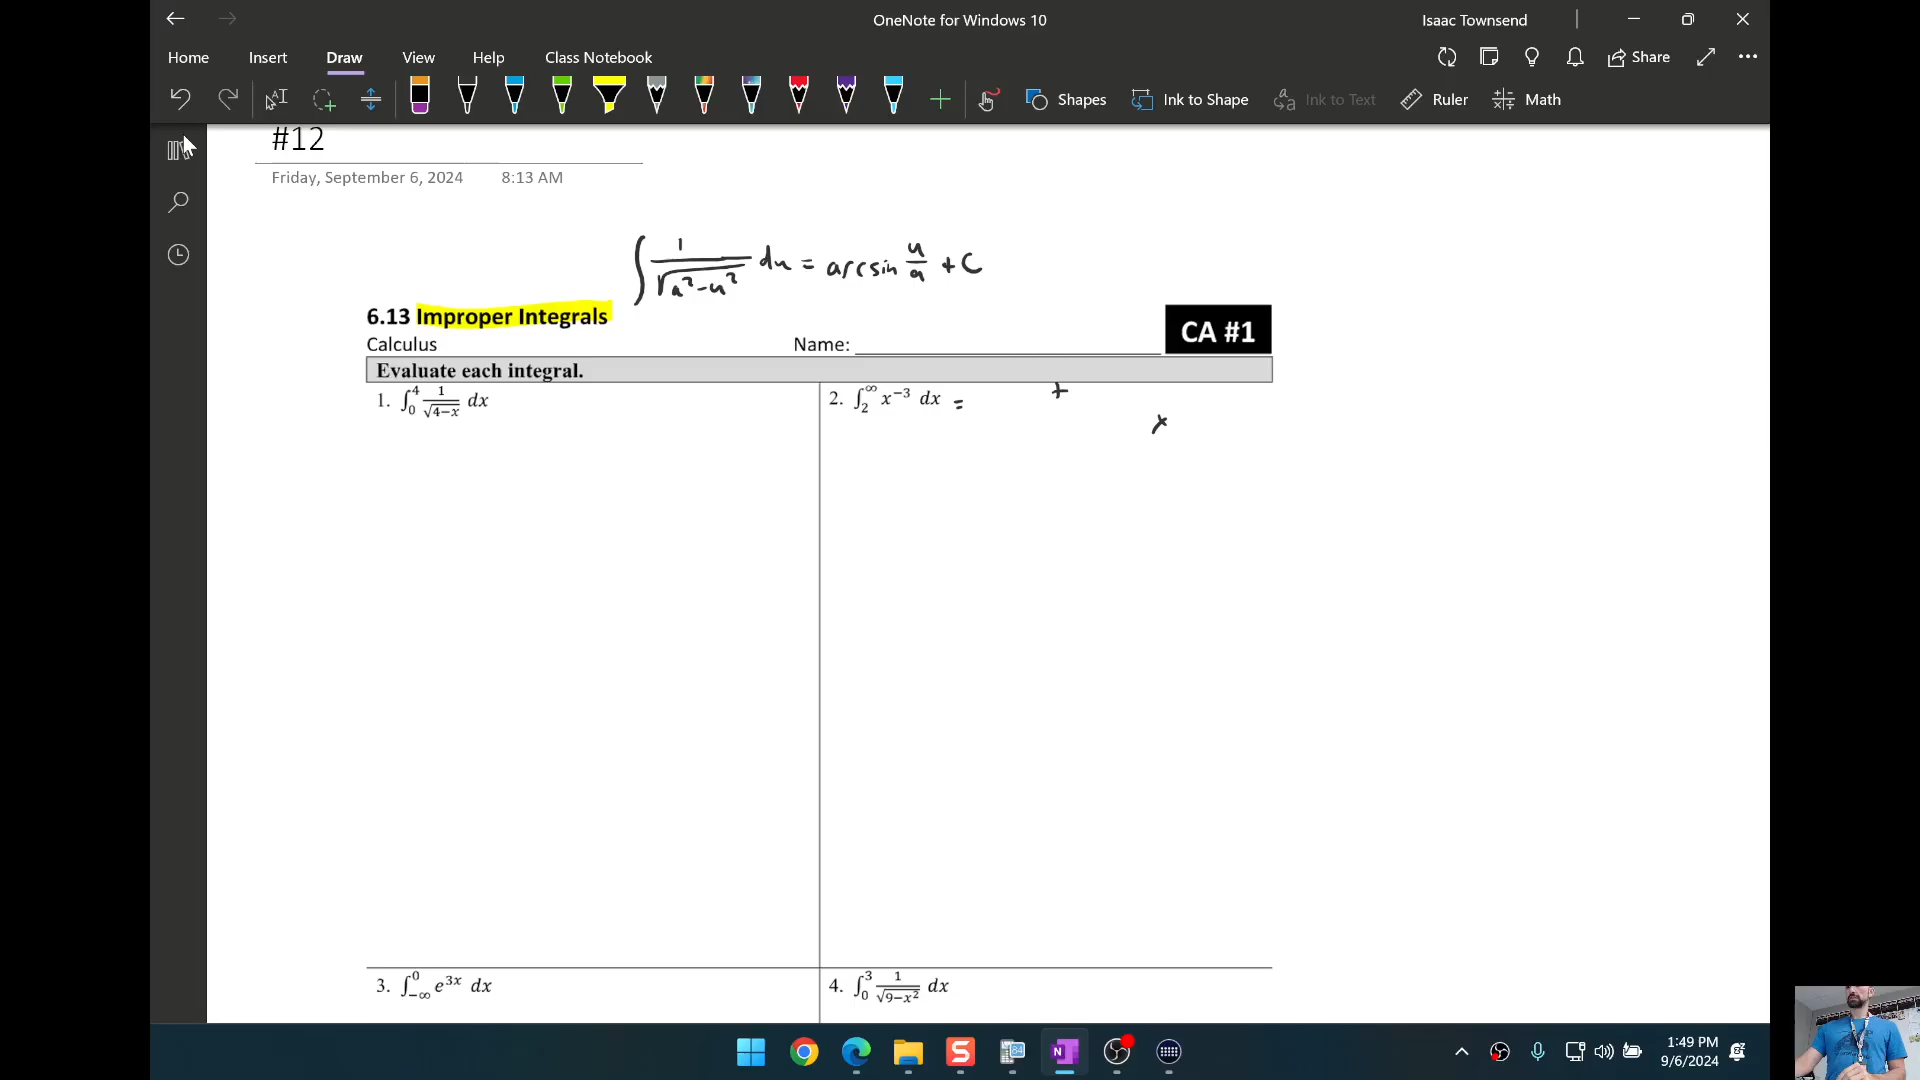 OneNote for Windows 10
Isaac Townsend
Home Insert Draw View Help Class Notebook
Share
Shapes Ink to Shape Ink to Text Ruler Math
#12
Friday, September 6, 2024 8:13 AM
∫ 1/√(a²-u²) du = arcsin u/a + C
6.13 Improper Integrals
CA #1
Calculus Name: ____________________
Evaluate each integral.
1. ∫₀⁴ 1/√(4−x) dx
2. ∫₂^∞ x⁻³ dx =
+
x
3. ∫₋∞⁰ e³ˣ dx
4. ∫₀³ 1/√(9−x²) dx
1:49 PM
9/6/2024